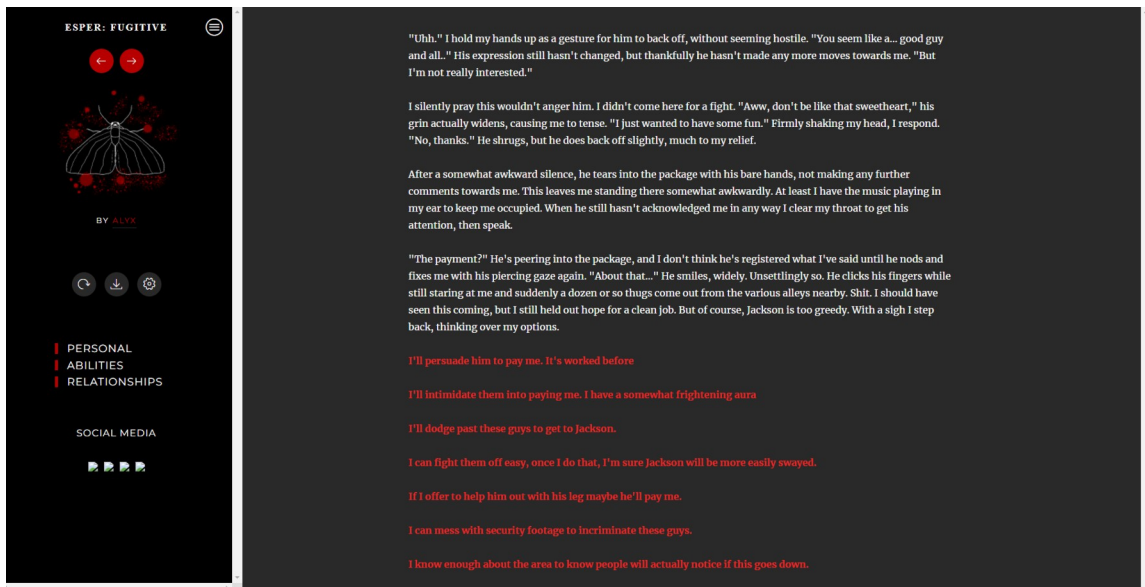 ESPER: FUGITIVE
BY ALYX
PERSONAL
ABILITIES
RELATIONSHIPS
SOCIAL MEDIA
"Uhh." I hold my hands up as a gesture for him to back off, without seeming hostile. "You seem like a... good guy
and all.." His expression still hasn't changed, but thankfully he hasn't made any more moves towards me. "But
I'm not really interested."
I silently pray this wouldn't anger him. I didn't come here for a fight. "Aww, don't be like that sweetheart," his
grin actually widens, causing me to tense. "I just wanted to have some fun." Firmly shaking my head, I respond.
"No, thanks." He shrugs, but he does back off slightly, much to my relief.
After a somewhat awkward silence, he tears into the package with his bare hands, not making any further
comments towards me. This leaves me standing there somewhat awkwardly. At least I have the music playing in
my ear to keep me occupied. When he still hasn't acknowledged me in any way I clear my throat to get his
attention, then speak.
"The payment?" He's peering into the package, and I don't think he's registered what I've said until he nods and
fixes me with his piercing gaze again. "About that..." He smiles, widely. Unsettlingly so. He clicks his fingers while
still staring at me and suddenly a dozen or so thugs come out from the various alleys nearby. Shit. I should have
seen this coming, but I still held out hope for a clean job. But of course, Jackson is too greedy. With a sigh I step
back, thinking over my options.
I'll persuade him to pay me. It's worked before
I'll intimidate them into paying me. I have a somewhat frightening aura
I'll dodge past these guys to get to Jackson.
I can fight them off easy, once I do that, I'm sure Jackson will be more easily swayed.
If I offer to help him out with his leg maybe he'll pay me.
I can mess with security footage to incriminate these guys.
I know enough about the area to know people will actually notice if this goes down.